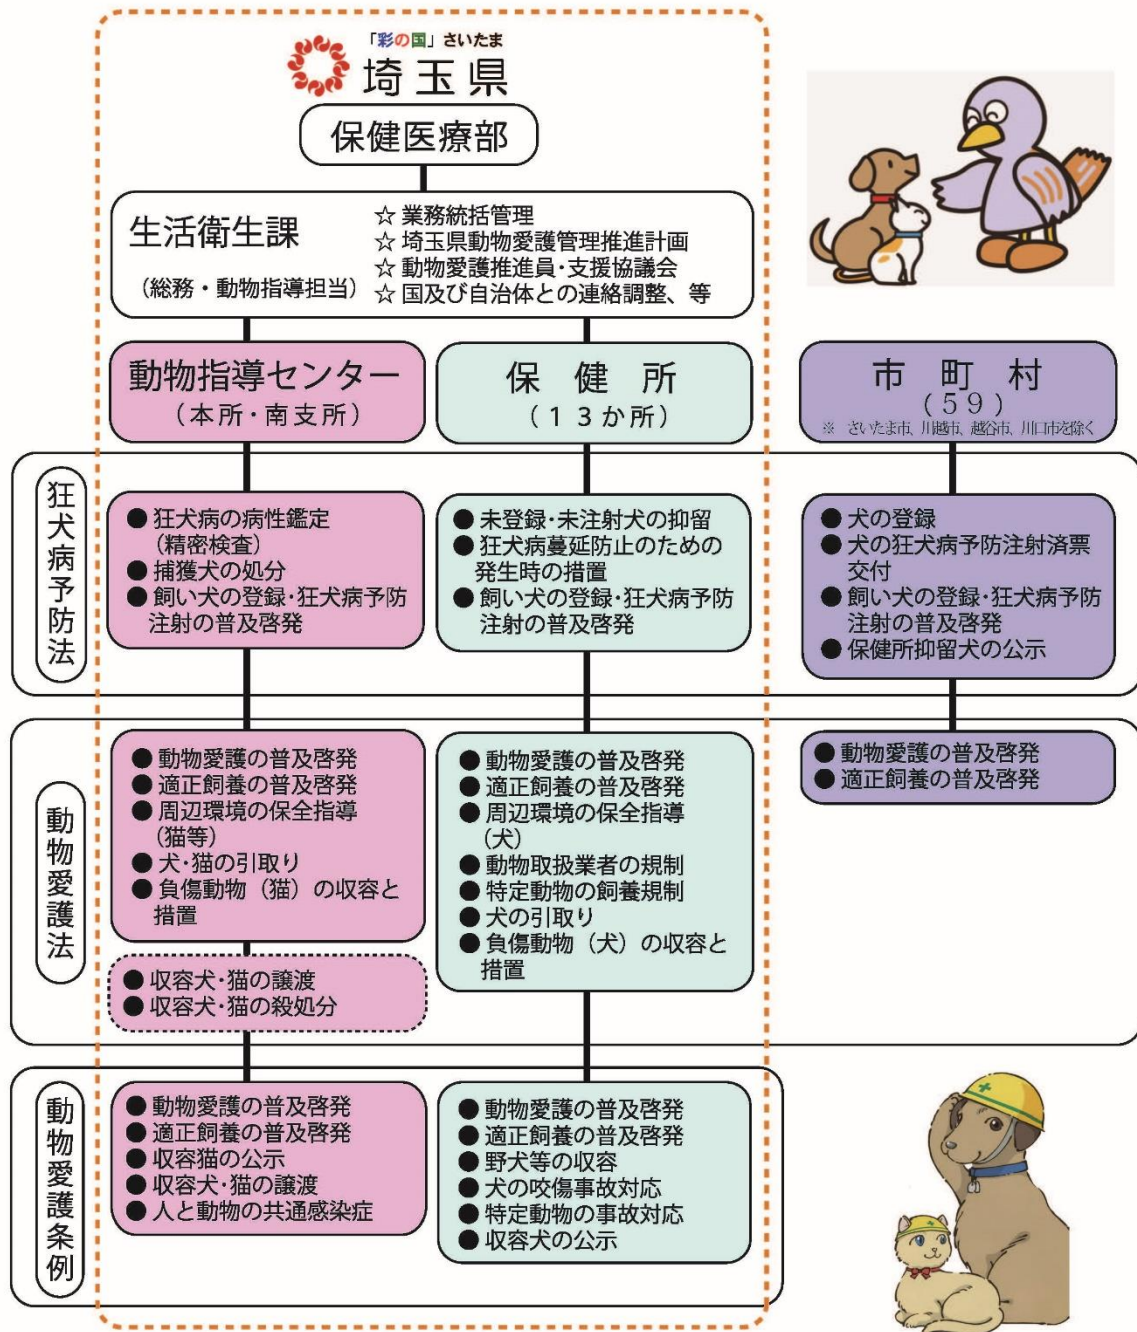 「彩の国」さいたま
埼玉県
保健医療部
生活衛生課
(総務・動物指導担当)
☆ 業務統括管理
☆ 埼玉県動物愛護管理推進計画
☆ 動物愛護推進員・支援協議会
☆ 国及び自治体との連絡調整、等
動物指導センター
(本所・南支所)
保健所
(13か所)
市町村
(59)
※ さいたま市、川越市、越谷市、川口市を除く
狂犬病予防法
● 狂犬病の病性鑑定
(精密検査)
● 捕獲犬の処分
● 飼い犬の登録・狂犬病予防
注射の普及啓発
● 未登録・未注射犬の抑留
● 狂犬病蔓延防止のための
発生時の措置
● 飼い犬の登録・狂犬病予防
注射の普及啓発
● 犬の登録
● 犬の狂犬病予防注射済票
交付
● 飼い犬の登録・狂犬病予防
注射の普及啓発
● 保健所抑留犬の公示
動物愛護法
● 動物愛護の普及啓発
● 適正飼養の普及啓発
● 周辺環境の保全指導
(猫等)
● 犬・猫の引取り
● 負傷動物(猫)の収容と
措置
● 収容犬・猫の譲渡
● 収容犬・猫の殺処分
● 動物愛護の普及啓発
● 適正飼養の普及啓発
● 周辺環境の保全指導
(犬)
● 動物取扱業者の規制
● 特定動物の飼養規制
● 犬の引取り
● 負傷動物(犬)の収容と
措置
● 動物愛護の普及啓発
● 適正飼養の普及啓発
動物愛護条例
● 動物愛護の普及啓発
● 適正飼養の普及啓発
● 収容猫の公示
● 収容犬・猫の譲渡
● 人と動物の共通感染症
● 動物愛護の普及啓発
● 適正飼養の普及啓発
● 野犬等の収容
● 犬の咬傷事故対応
● 特定動物の事故対応
● 収容犬の公示